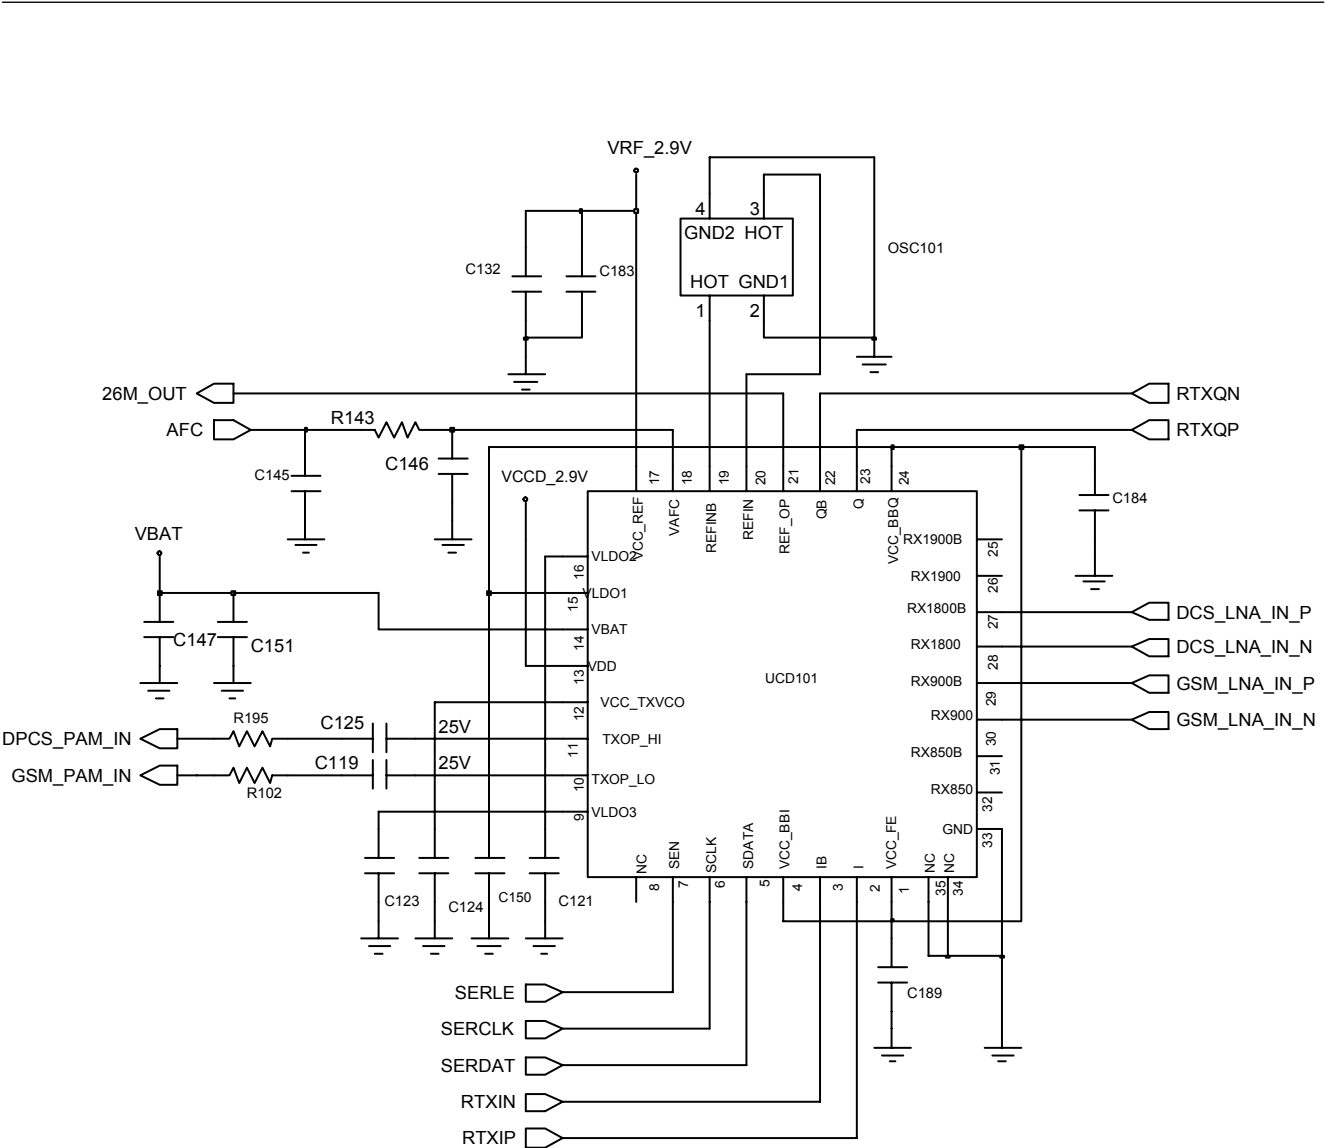 VRF_2.9V
4 3
GND2 HOT
OSC101
C132 C183
HOT GND1
1 2
26M_OUT
RTXQN
AFC R143
RTXQP
C145 C146
VCCD_2.9V
17 18 19 20 21 22 23 24
C184
VCC_REF VAFC REFINB REFIN REF_OP QB Q VCC_BBQ
VBAT
RX1900B 25
VLDO2 16
RX1900 26
VLDO1 15
RX1800B 27 DCS_LNA_IN_P
VBAT 14
C147 C151
RX1800 28 DCS_LNA_IN_N
VDD 13
UCD101
RX900B 29 GSM_LNA_IN_P
VCC_TXVCO 12
RX900 30 GSM_LNA_IN_N
R195 C125 25V
DPCS_PAM_IN
TXOP_HI 11
RX850B 31
C119 25V
GSM_PAM_IN
R102
TXOP_LO 10
RX850 32
VLDO3 9
GND 33
NC SEN SCLK SDATA VCC_BBI IB I VCC_FE NC NC
8 7 6 5 4 3 2 1 35 34
C123 C124 C150 C121
SERLE
C189
SERCLK
SERDAT
RTXIN
RTXIP